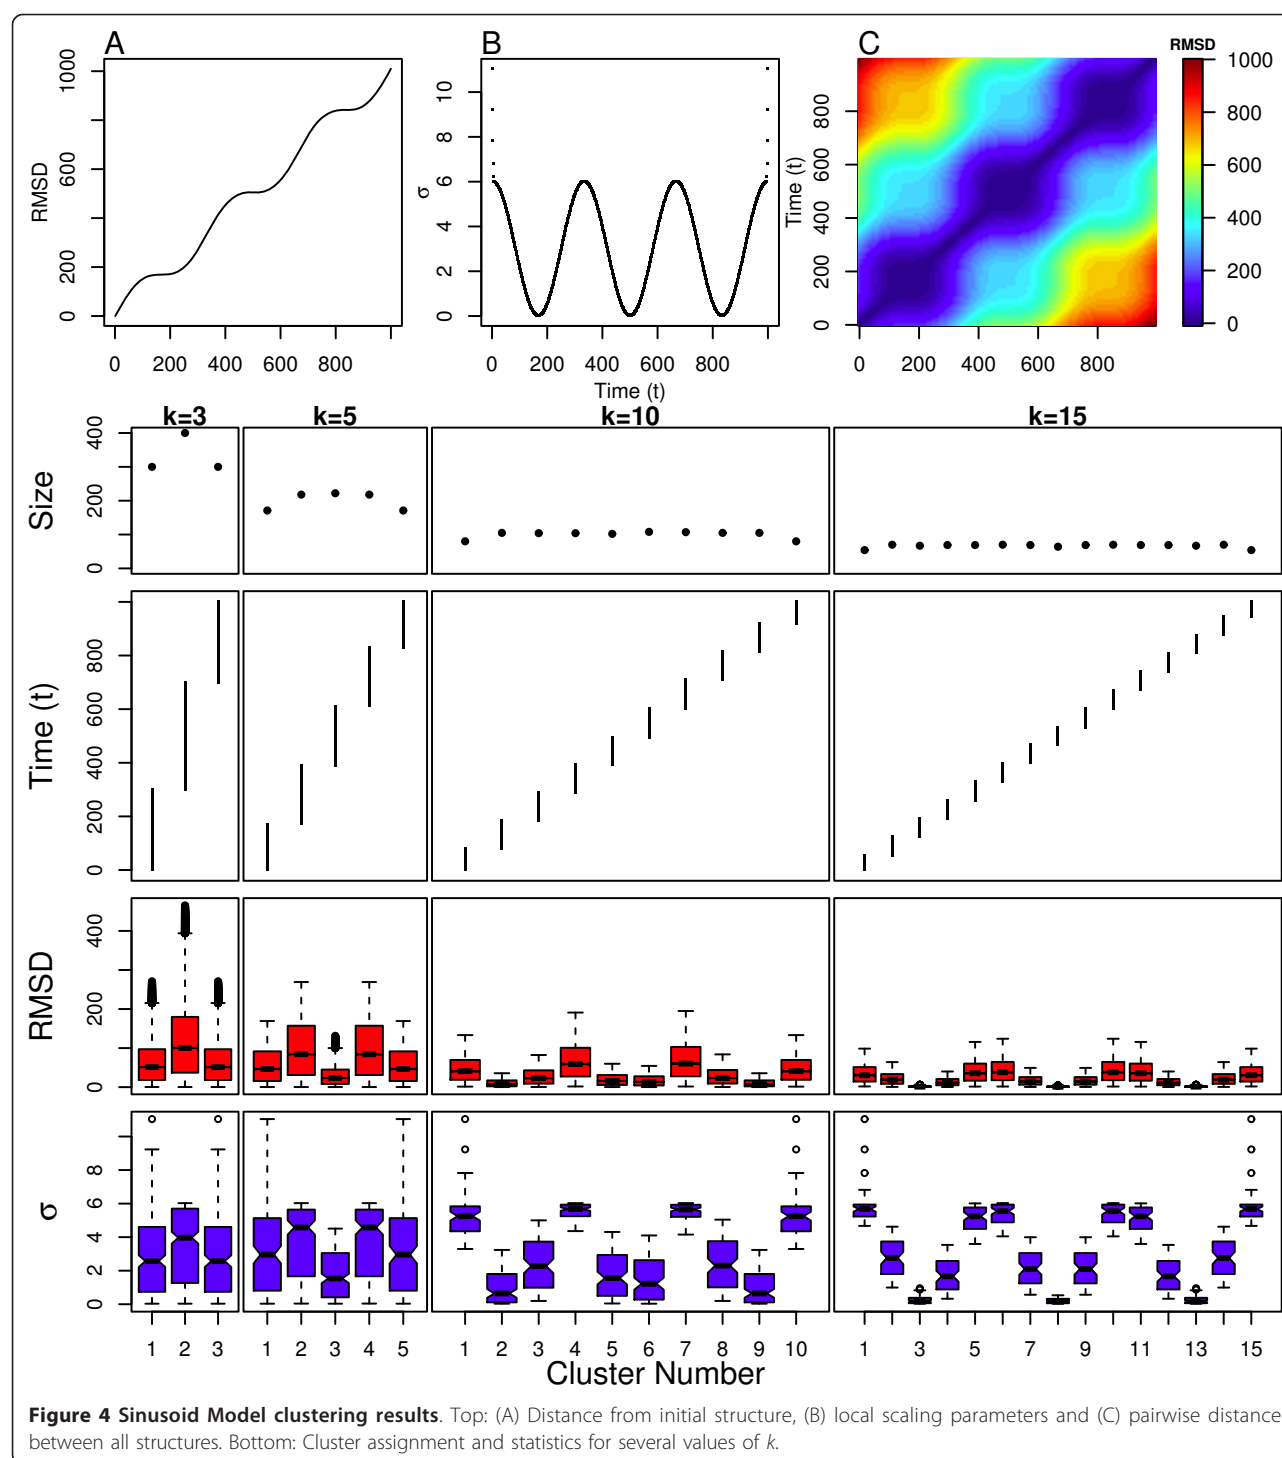 A
B
C
RMSD
1000
600
200
0
0 200 400 600 800
σ
10
8
6
4
2
0
0 200 400 600 800
Time (t)
Time (t)
800
600
400
200
0
0 200 400 600 800
RMSD
1000
800
600
400
200
0
k=3 k=5 k=10 k=15
Size
400
200
0
Time (t)
800
600
400
200
0
RMSD
400
200
0
σ
8
6
4
2
0
1 2 3 1 2 3 4 5 1 2 3 4 5 6 7 8 9 10 1 3 5 7 9 11 13 15
Cluster Number
Figure 4 Sinusoid Model clustering results. Top: (A) Distance from initial structure, (B) local scaling parameters and (C) pairwise distance
between all structures. Bottom: Cluster assignment and statistics for several values of k.